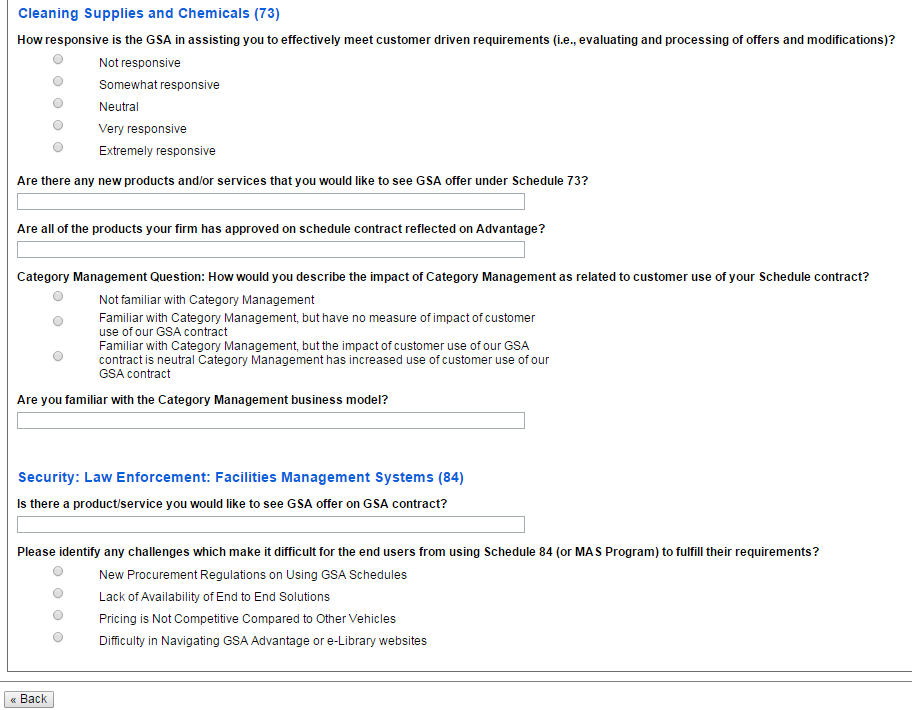 Cleaning Supplies and Chemicals (73)
How responsive is the GSA in assisting you to effectively meet customer driven requirements (i.e., evaluating and processing of offers and modifications)?
Not responsive
Somewhat responsive
Neutral
Very responsive
Extremely responsive
Are there any new products and/or services that you would like to see GSA offer under Schedule 73?
Are all of the products your firm has approved on schedule contract reflected on Advantage?
Category Management Question: How would you describe the impact of Category Management as related to customer use of your Schedule contract?
Not familiar with Category Management
Familiar with Category Management, but have no measure of impact of customer
use of our GSA contract
Familiar with Category Management, but the impact of customer use of our GSA
contract is neutral Category Management has increased use of customer use of our
GSA contract
Are you familiar with the Category Management business model?
Security: Law Enforcement: Facilities Management Systems (84)
Is there a product/service you would like to see GSA offer on GSA contract?
Please identify any challenges which make it difficult for the end users from using Schedule 84 (or MAS Program) to fulfill their requirements?
New Procurement Regulations on Using GSA Schedules
Lack of Availability of End to End Solutions
Pricing is Not Competitive Compared to Other Vehicles
Difficulty in Navigating GSA Advantage or e-Library websites
« Back